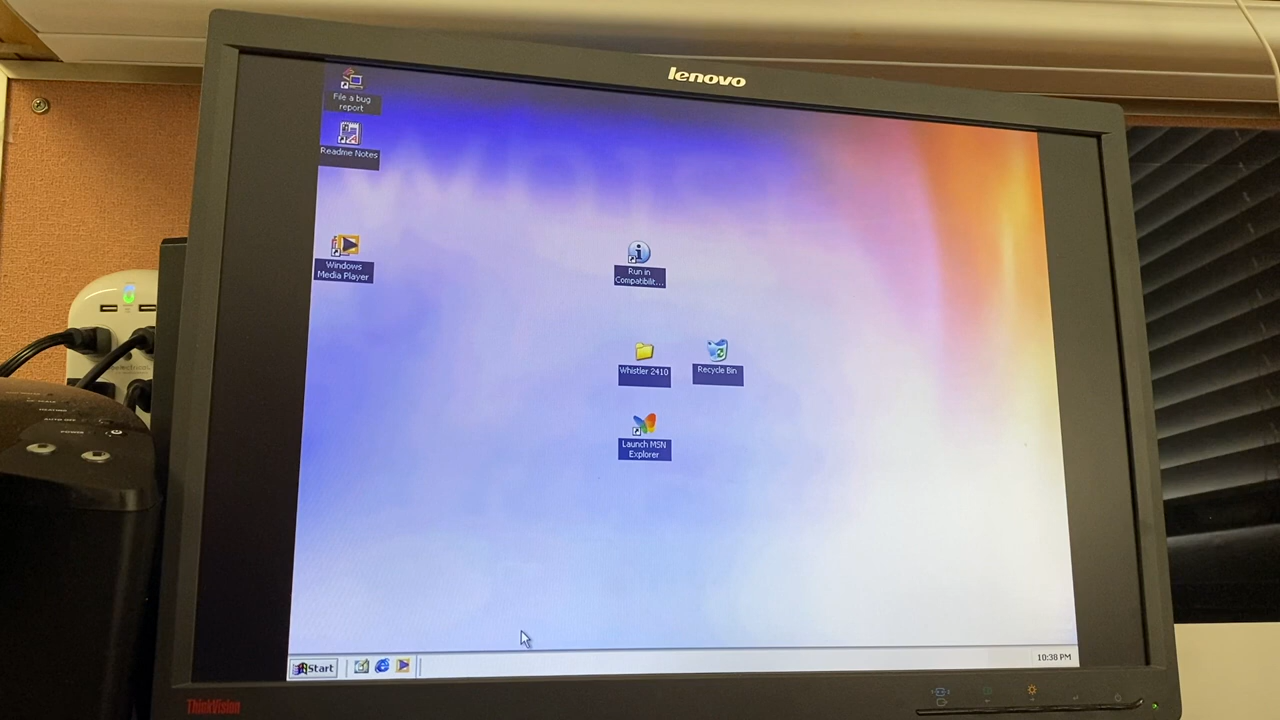 lenovo
File a bug
report
Readme Notes
Windows
Media Player
Run in
Compatibilit...
Whistler 2410
Recycle Bin
Launch MSN
Explorer
Start
10:38 PM
ThinkVision